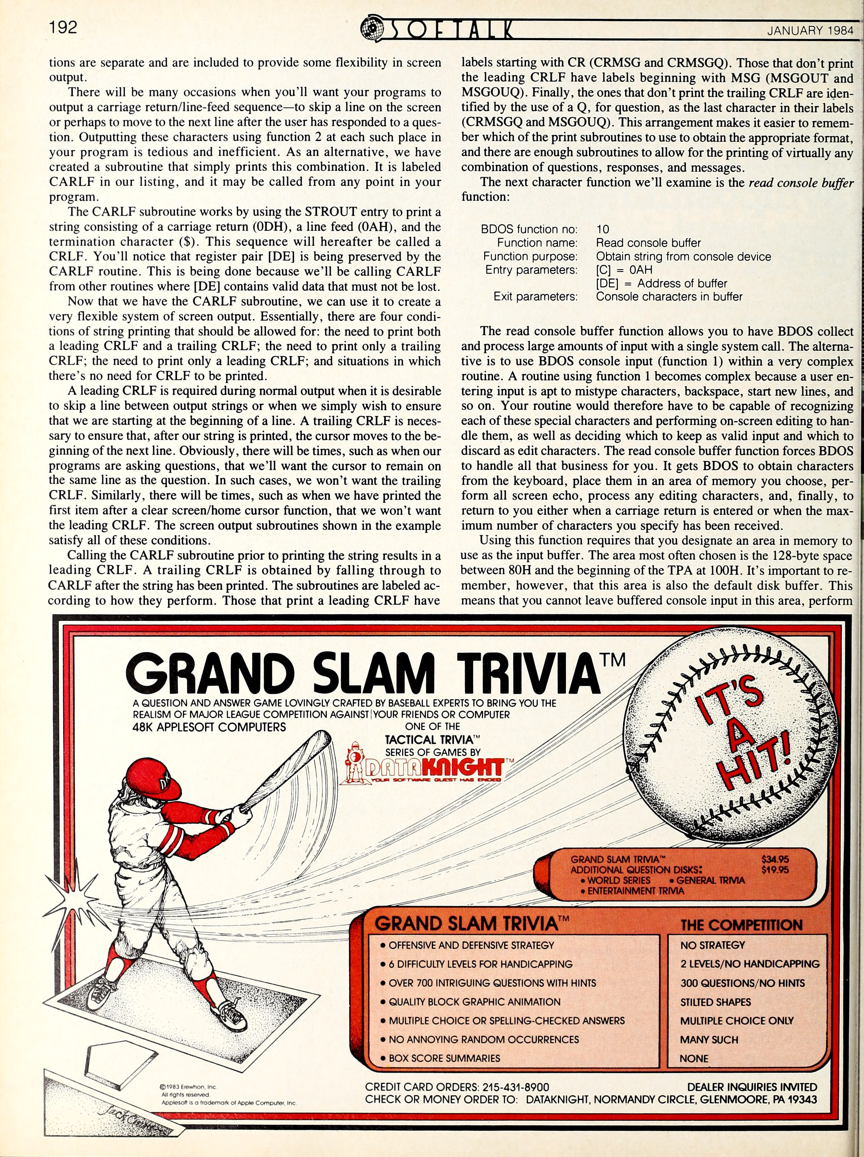 192
SOFTALK
JANUARY 1984
tions are separate and are included to provide some flexibility in screen
output.
There will be many occasions when you'll want your programs to
output a carriage return/line-feed sequence—to skip a line on the screen
or perhaps to move to the next line after the user has responded to a ques-
tion. Outputting these characters using function 2 at each such place in
your program is tedious and inefficient. As an alternative, we have
created a subroutine that simply prints this combination. It is labeled
CARLF in our listing, and it may be called from any point in your
program.
The CARLF subroutine works by using the STROUT entry to print a
string consisting of a carriage return (0DH), a line feed (0AH), and the
termination character ($). This sequence will hereafter be called a
CRLF. You'll notice that register pair [DE] is being preserved by the
CARLF routine. This is being done because we'll be calling CARLF
from other routines where [DE] contains valid data that must not be lost.
Now that we have the CARLF subroutine, we can use it to create a
very flexible system of screen output. Essentially, there are four condi-
tions of string printing that should be allowed for: the need to print both
a leading CRLF and a trailing CRLF; the need to print only a trailing
CRLF; the need to print only a leading CRLF; and situations in which
there's no need for CRLF to be printed.
A leading CRLF is required during normal output when it is desirable
to skip a line between output strings or when we simply wish to ensure
that we are starting at the beginning of a line. A trailing CRLF is neces-
sary to ensure that, after our string is printed, the cursor moves to the be-
ginning of the next line. Obviously, there will be times, such as when our
programs are asking questions, that we'll want the cursor to remain on
the same line as the question. In such cases, we won't want the trailing
CRLF. Similarly, there will be times, such as when we have printed the
first item after a clear screen/home cursor function, that we won't want
the leading CRLF. The screen output subroutines shown in the example
satisfy all of these conditions.
Calling the CARLF subroutine prior to printing the string results in a
leading CRLF. A trailing CRLF is obtained by falling through to
CARLF after the string has been printed. The subroutines are labeled ac-
cording to how they perform. Those that print a leading CRLF have
labels starting with CR (CRMSG and CRMSGQ). Those that don't print
the leading CRLF have labels beginning with MSG (MSGOUT and
MSGOUQ). Finally, the ones that don't print the trailing CRLF are iden-
tified by the use of a Q, for question, as the last character in their labels
(CRMSGQ and MSGOUQ). This arrangement makes it easier to remem-
ber which of the print subroutines to use to obtain the appropriate format,
and there are enough subroutines to allow for the printing of virtually any
combination of questions, responses, and messages.
The next character function we'll examine is the read console buffer
function:
BDOS function no: 10
Function name: Read console buffer
Function purpose: Obtain string from console device
Entry parameters: [C] = 0AH
[DE] = Address of buffer
Exit parameters: Console characters in buffer
The read console buffer function allows you to have BDOS collect
and process large amounts of input with a single system call. The alterna-
tive is to use BDOS console input (function 1) within a very complex
routine. A routine using function 1 becomes complex because a user en-
tering input is apt to mistype characters, backspace, start new lines, and
so on. Your routine would therefore have to be capable of recognizing
each of these special characters and performing on-screen editing to han-
dle them, as well as deciding which to keep as valid input and which to
discard as edit characters. The read console buffer function forces BDOS
to handle all that business for you. It gets BDOS to obtain characters
from the keyboard, place them in an area of memory you choose, per-
form all screen echo, process any editing characters, and, finally, to
return to you either when a carriage return is entered or when the max-
imum number of characters you specify has been received.
Using this function requires that you designate an area in memory to
use as the input buffer. The area most often chosen is the 128-byte space
between 80H and the beginning of the TPA at 100H. It's important to re-
member, however, that this area is also the default disk buffer. This
means that you cannot leave buffered console input in this area, perform
GRAND SLAM TRIVIA™
A QUESTION AND ANSWER GAME LOVINGLY CRAFTED BY BASEBALL EXPERTS TO BRING YOU THE
REALISM OF MAJOR LEAGUE COMPETITION AGAINST YOUR FRIENDS OR COMPUTER
48K APPLESOFT COMPUTERS
ONE OF THE
TACTICAL TRIVIA™
SERIES OF GAMES BY
DATAKNIGHT™
YOUR SOFTWARE QUEST HAS ENDED
IT'S
A
HIT!
GRAND SLAM TRIVIA™ $34.95
ADDITIONAL QUESTION DISKS: $19.95
• WORLD SERIES • GENERAL TRIVIA
• ENTERTAINMENT TRIVIA
GRAND SLAM TRIVIA™ THE COMPETITION
• OFFENSIVE AND DEFENSIVE STRATEGY NO STRATEGY
• 6 DIFFICULTY LEVELS FOR HANDICAPPING 2 LEVELS/NO HANDICAPPING
• OVER 700 INTRIGUING QUESTIONS WITH HINTS 300 QUESTIONS/NO HINTS
• QUALITY BLOCK GRAPHIC ANIMATION STILTED SHAPES
• MULTIPLE CHOICE OR SPELLING-CHECKED ANSWERS MULTIPLE CHOICE ONLY
• NO ANNOYING RANDOM OCCURRENCES MANY SUCH
• BOX SCORE SUMMARIES NONE
©1983 Erewhon, Inc.
All rights reserved.
Applesoft is a trademark of Apple Computer, Inc.
CREDIT CARD ORDERS: 215-431-8900 DEALER INQUIRIES INVITED
CHECK OR MONEY ORDER TO: DATAKNIGHT, NORMANDY CIRCLE, GLENMOORE, PA 19343